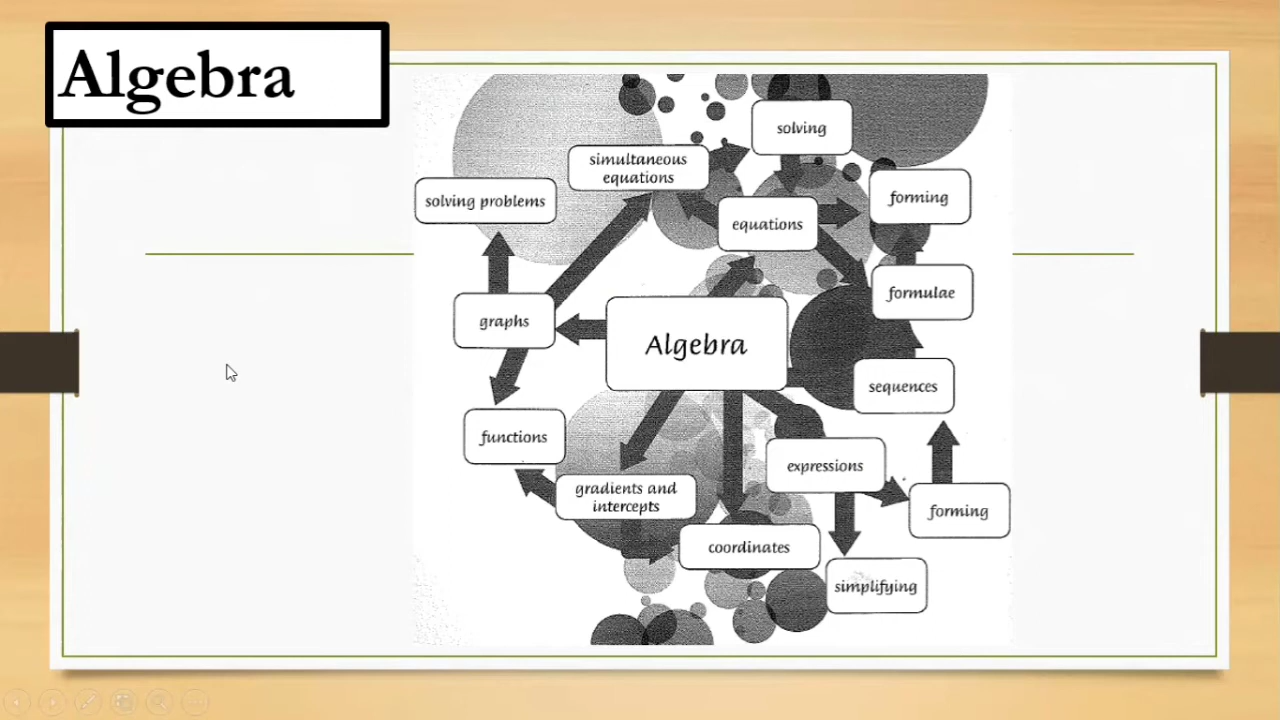 Algebra
solving
simultaneous
equations
solving problems
forming
equations
formulae
graphs
Algebra
sequences
functions
expressions
gradients and
intercepts
forming
coordinates
simplifying